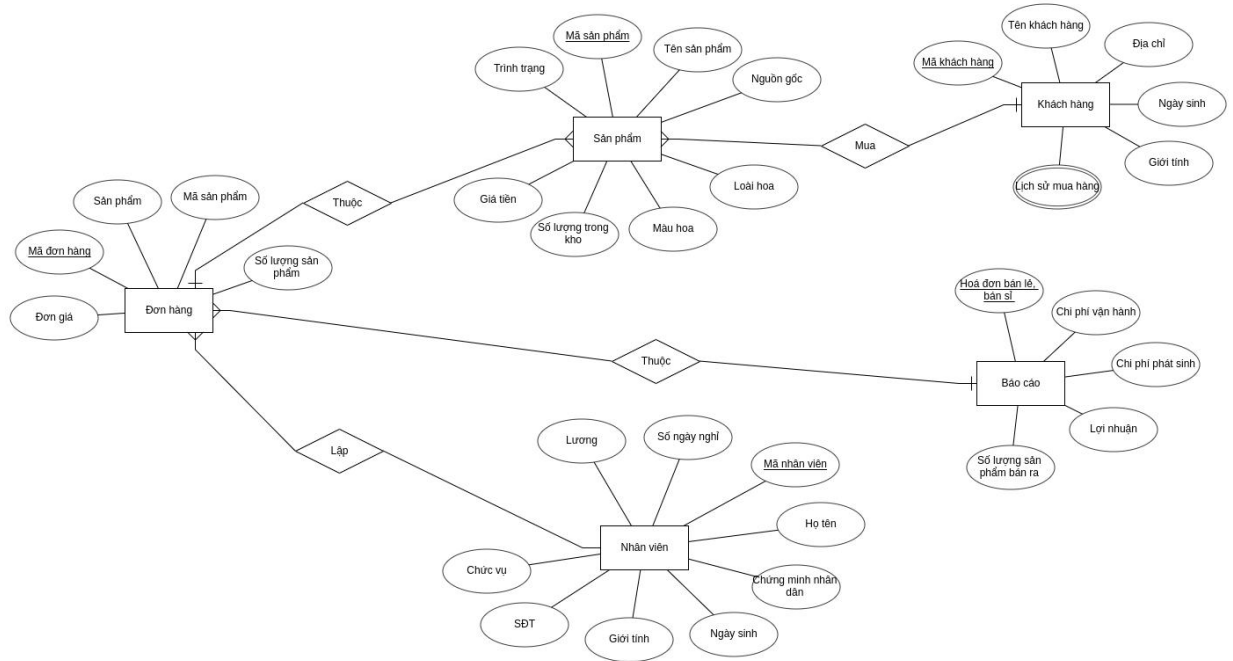 Mã sản phẩm
Tên sản phẩm
Trình trạng
Nguồn gốc
Sản phẩm
Giá tiền
Số lượng trong
kho
Màu hoa
Loài hoa
Mua
Tên khách hàng
Mã khách hàng
Địa chỉ
Khách hàng
Ngày sinh
Giới tính
Lịch sử mua hàng
Thuộc
Sản phẩm
Mã sản phẩm
Mã đơn hàng
Số lượng sản
phẩm
Đơn hàng
Đơn giá
Thuộc
Hoá đơn bán lẻ,
bán sỉ
Chi phí vận hành
Chi phí phát sinh
Báo cáo
Lợi nhuận
Số lượng sản
phẩm bán ra
Lập
Lương
Số ngày nghỉ
Mã nhân viên
Họ tên
Nhân viên
Chức vụ
Chứng minh nhân
dân
SĐT
Giới tính
Ngày sinh